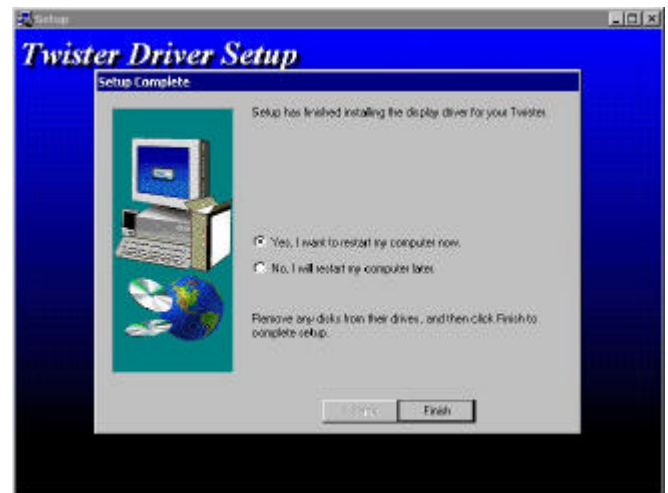 Setup
Twister Driver Setup
Setup Complete
Setup has finished installing the display driver for your Twister.
Yes, I want to restart my computer now.
No, I will restart my computer later.
Remove any disks from their drives, and then click Finish to
complete setup.
< Back
Finish